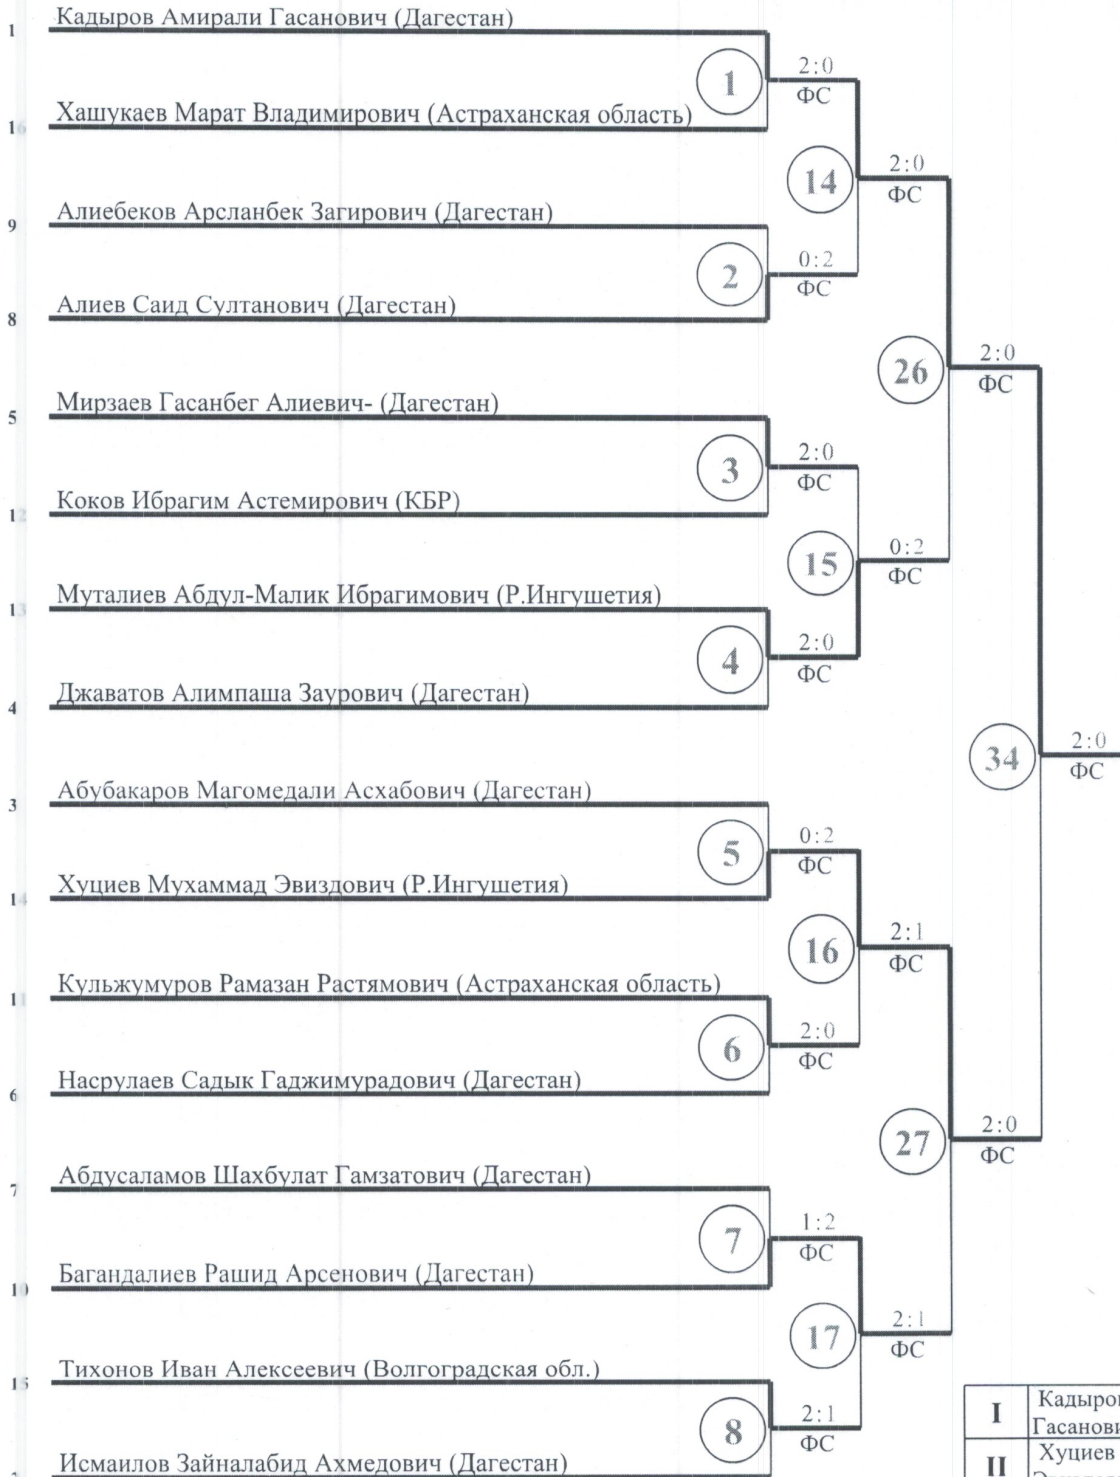 Кадыров Амирали Гасанович (Дагестан)
1
2:0
1
ФС
Хашукаев Марат Владимирович (Астраханская область)
16
2:0
14
ФС
Алиебеков Арсланбек Загирович (Дагестан)
9
0:2
2
ФС
Алиев Саид Султанович (Дагестан)
8
2:0
26
ФС
Мирзаев Гасанбег Алиевич- (Дагестан)
5
2:0
3
ФС
Коков Ибрагим Астемирович (КБР)
12
0:2
15
ФС
Муталиев Абдул-Малик Ибрагимович (Р.Ингушетия)
13
2:0
4
ФС
Джаватов Алимпаша Заурович (Дагестан)
4
2:0
34
ФС
Абубакаров Магомедали Асхабович (Дагестан)
3
0:2
5
ФС
Хуциев Мухаммад Эвиздович (Р.Ингушетия)
14
2:1
16
ФС
Кульжумуров Рамазан Растямович (Астраханская область)
11
2:0
6
ФС
Насрулаев Садык Гаджимурадович (Дагестан)
6
2:0
27
ФС
Абдусаламов Шахбулат Гамзатович (Дагестан)
7
1:2
7
ФС
Багандалиев Рашид Арсенович (Дагестан)
10
2:1
17
ФС
Тихонов Иван Алексеевич (Волгоградская обл.)
15
2:1
8
ФС
Исмаилов Зайналабид Ахмедович (Дагестан)
I
Кадыров
Гасанови
II
Хуциев